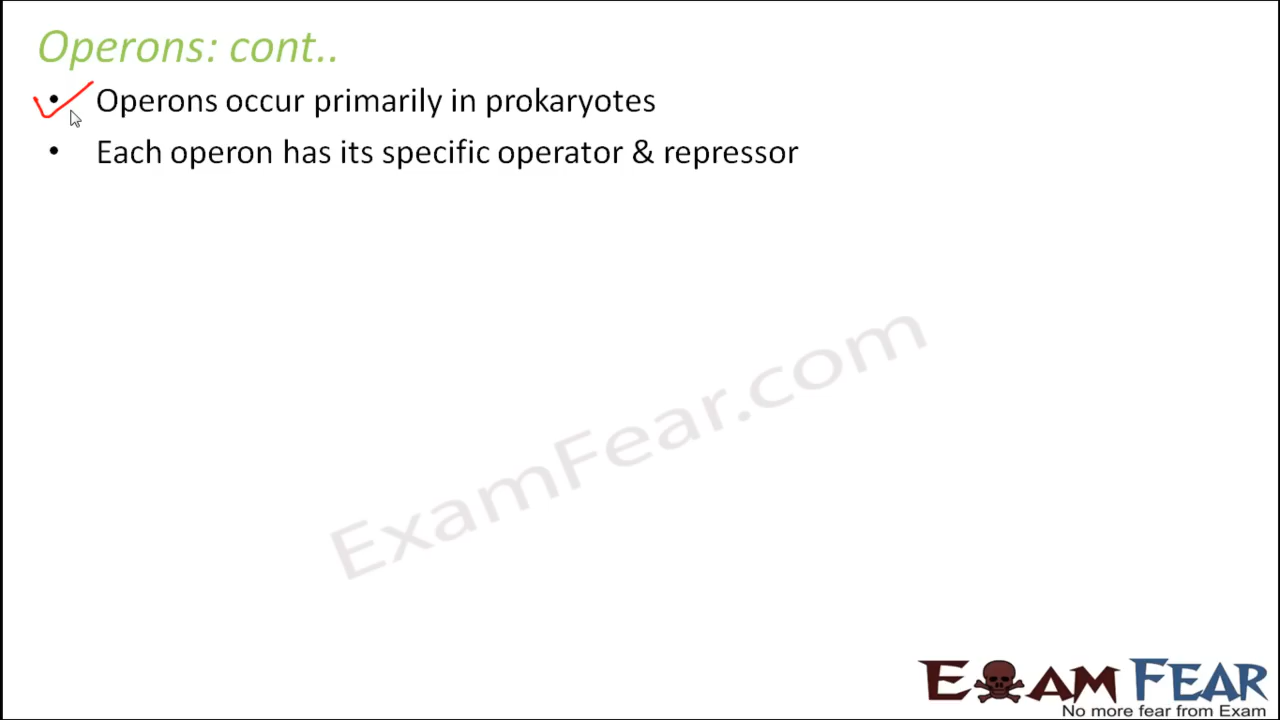 Operons: cont..
• Operons occur primarily in prokaryotes
• Each operon has its specific operator & repressor
ExamFear.com
EXAM FEAR
No more fear from Exam